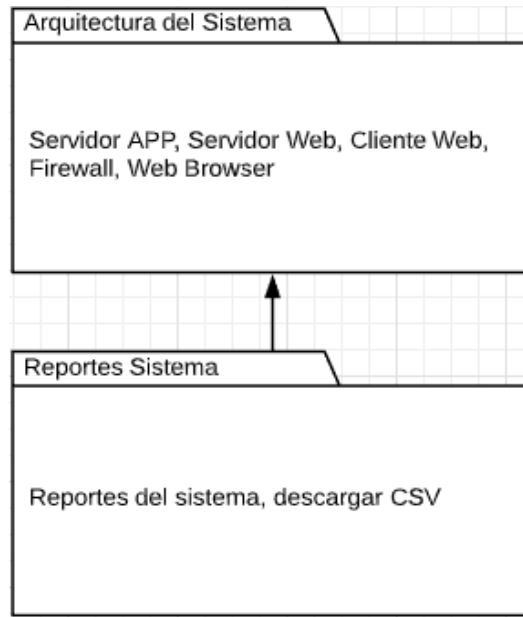 Arquitectura del Sistema
Servidor APP, Servidor Web, Cliente Web,
Firewall, Web Browser
Reportes Sistema
Reportes del sistema, descargar CSV